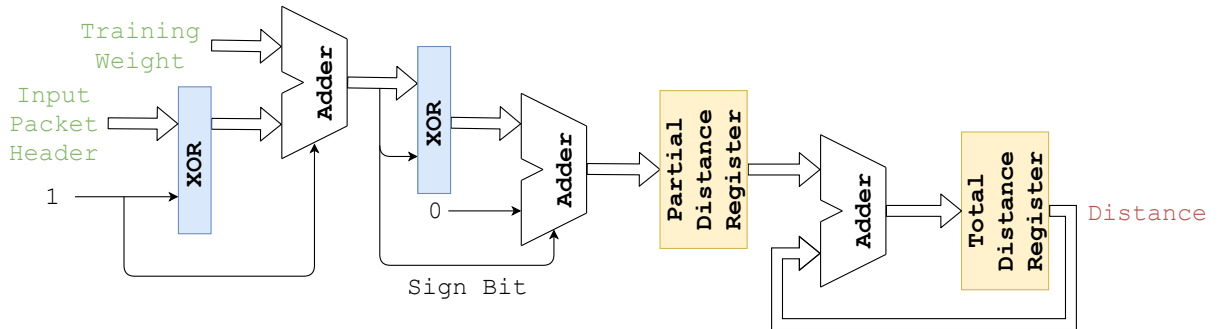 Training
Weight
Input
Packet
Header
1
XOR
Adder
XOR
0
Adder
Sign Bit
Partial
Distance
Register
Adder
Total
Distance
Register
Distance